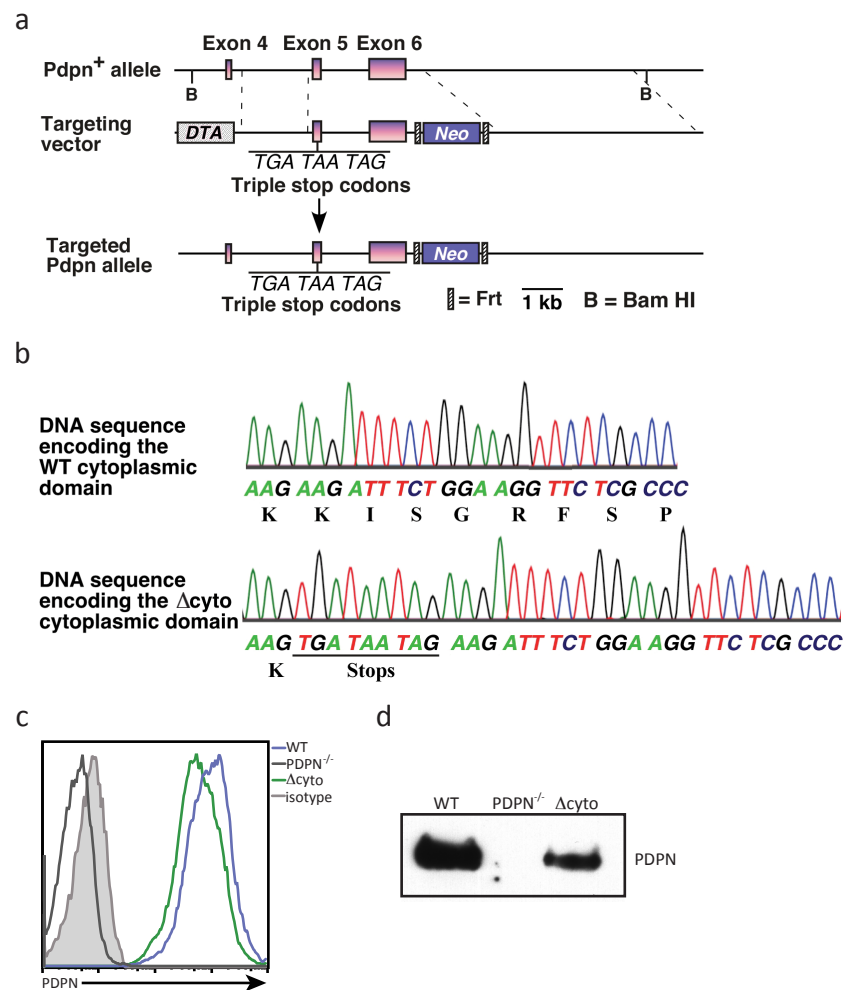 a
Exon 4 Exon 5 Exon 6
Pdpn+ allele
B B
Targeting
vector
DTA Neo
TGA TAA TAG
Triple stop codons
Targeted
Pdpn allele
Neo
TGA TAA TAG
Triple stop codons
= Frt 1 kb B = Bam HI
b
DNA sequence
encoding the
WT cytoplasmic
domain
AAG AAG ATT TCT GGA AGG TTC TCG CCC
K K I S G R F S P
DNA sequence
encoding the Δcyto
cytoplasmic domain
AAG TGA TAA TAG AAG ATT TCT GGA AGG TTC TCG CCC
K Stops
c
WT
PDPN-/-
Δcyto
isotype
PDPN
d
WT PDPN-/- Δcyto
PDPN